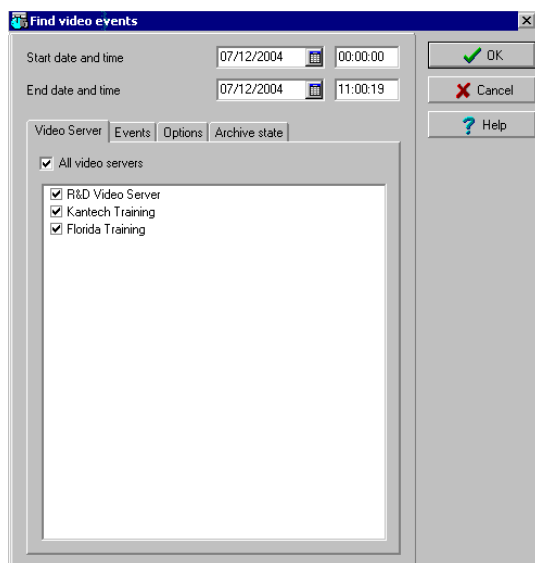 Find video events
Start date and time 07/12/2004 00:00:00 OK
End date and time 07/12/2004 11:00:19 Cancel
Video Server Events Options Archive state Help
All video servers
R&D Video Server
Kantech Training
Florida Training